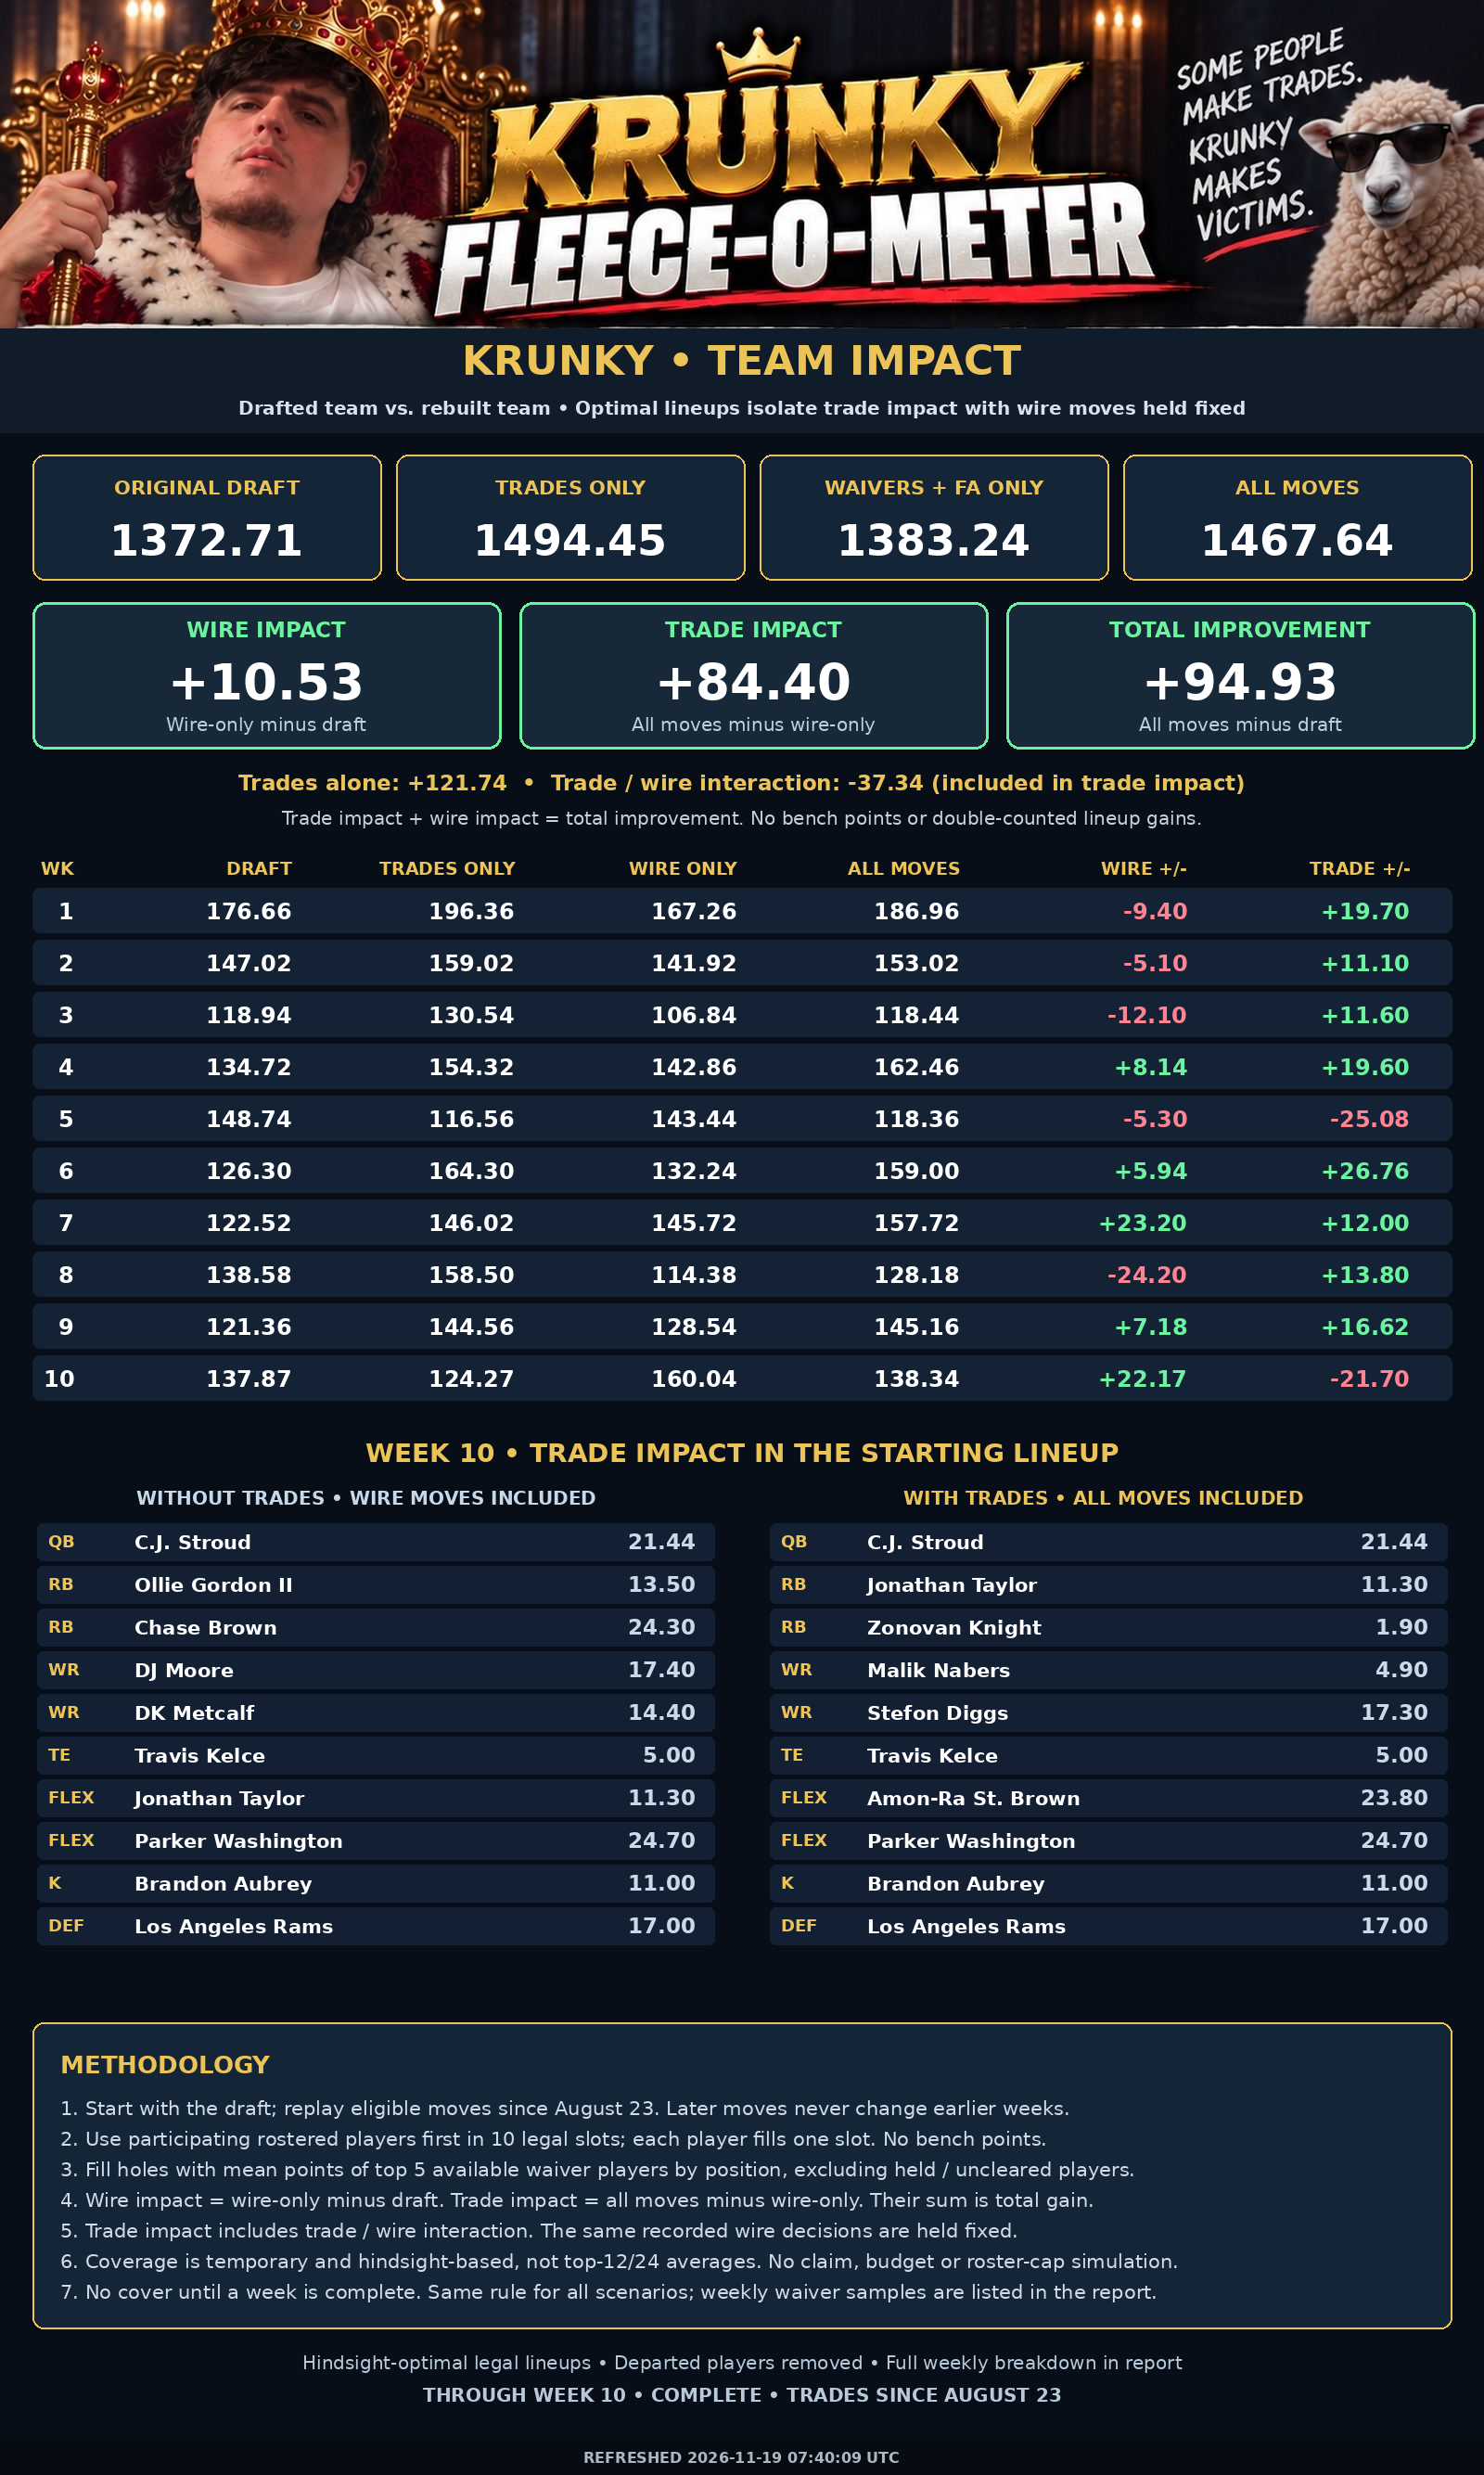 KRUNKY
FLEECE-O-METER
SOME PEOPLE
MAKE TRADES.
KRUNKY
MAKES
VICTIMS.
KRUNKY • TEAM IMPACT
Drafted team vs. rebuilt team • Optimal lineups isolate trade impact with wire moves held fixed
ORIGINAL DRAFT TRADES ONLY WAIVERS + FA ONLY ALL MOVES
1372.71 1494.45 1383.24 1467.64
WIRE IMPACT TRADE IMPACT TOTAL IMPROVEMENT
+10.53 +84.40 +94.93
Wire-only minus draft All moves minus wire-only All moves minus draft
Trades alone: +121.74 • Trade / wire interaction: -37.34 (included in trade impact)
Trade impact + wire impact = total improvement. No bench points or double-counted lineup gains.
WK DRAFT TRADES ONLY WIRE ONLY ALL MOVES WIRE +/- TRADE +/-
1 176.66 196.36 167.26 186.96 -9.40 +19.70
2 147.02 159.02 141.92 153.02 -5.10 +11.10
3 118.94 130.54 106.84 118.44 -12.10 +11.60
4 134.72 154.32 142.86 162.46 +8.14 +19.60
5 148.74 116.56 143.44 118.36 -5.30 -25.08
6 126.30 164.30 132.24 159.00 +5.94 +26.76
7 122.52 146.02 145.72 157.72 +23.20 +12.00
8 138.58 158.50 114.38 128.18 -24.20 +13.80
9 121.36 144.56 128.54 145.16 +7.18 +16.62
10 137.87 124.27 160.04 138.34 +22.17 -21.70
WEEK 10 • TRADE IMPACT IN THE STARTING LINEUP
WITHOUT TRADES • WIRE MOVES INCLUDED
QB C.J. Stroud 21.44
RB Ollie Gordon II 13.50
RB Chase Brown 24.30
WR DJ Moore 17.40
WR DK Metcalf 14.40
TE Travis Kelce 5.00
FLEX Jonathan Taylor 11.30
FLEX Parker Washington 24.70
K Brandon Aubrey 11.00
DEF Los Angeles Rams 17.00
WITH TRADES • ALL MOVES INCLUDED
QB C.J. Stroud 21.44
RB Jonathan Taylor 11.30
RB Zonovan Knight 1.90
WR Malik Nabers 4.90
WR Stefon Diggs 17.30
TE Travis Kelce 5.00
FLEX Amon-Ra St. Brown 23.80
FLEX Parker Washington 24.70
K Brandon Aubrey 11.00
DEF Los Angeles Rams 17.00
METHODOLOGY
1. Start with the draft; replay eligible moves since August 23. Later moves never change earlier weeks.
2. Use participating rostered players first in 10 legal slots; each player fills one slot. No bench points.
3. Fill holes with mean points of top 5 available waiver players by position, excluding held / uncleared players.
4. Wire impact = wire-only minus draft. Trade impact = all moves minus wire-only. Their sum is total gain.
5. Trade impact includes trade / wire interaction. The same recorded wire decisions are held fixed.
6. Coverage is temporary and hindsight-based, not top-12/24 averages. No claim, budget or roster-cap simulation.
7. No cover until a week is complete. Same rule for all scenarios; weekly waiver samples are listed in the report.
Hindsight-optimal legal lineups • Departed players removed • Full weekly breakdown in report
THROUGH WEEK 10 • COMPLETE • TRADES SINCE AUGUST 23
REFRESHED 2026-11-19 07:40:09 UTC